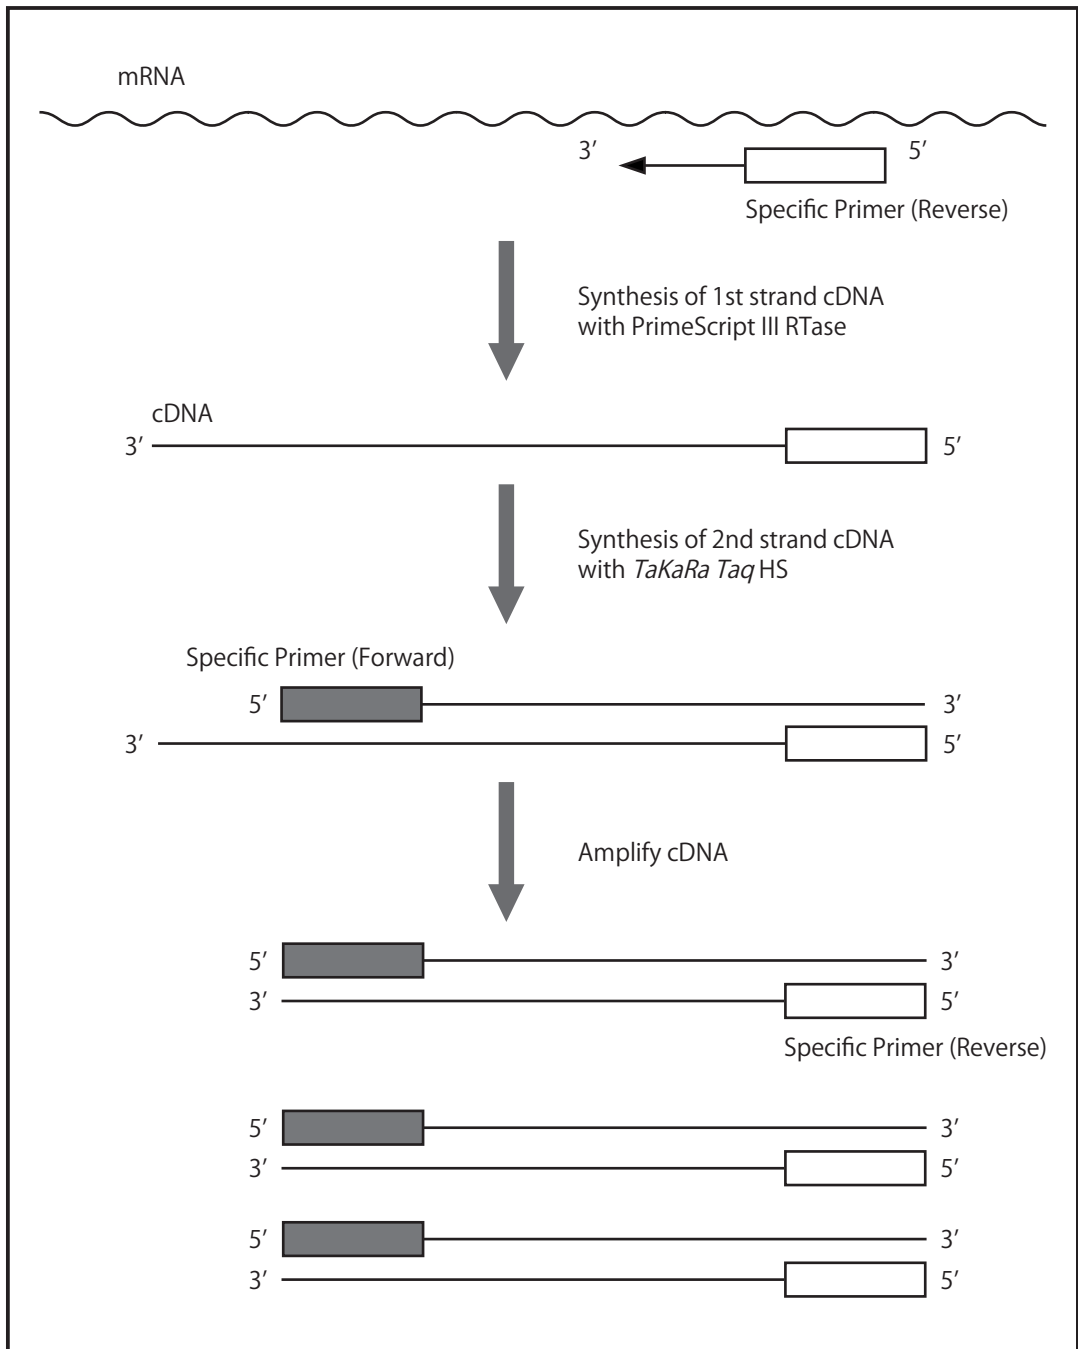 mRNA
3′ 5′
Specific Primer (Reverse)
Synthesis of 1st strand cDNA
with PrimeScript III RTase
cDNA
3′ 5′
Synthesis of 2nd strand cDNA
with TaKaRa Taq HS
Specific Primer (Forward)
5′ 3′
3′ 5′
Amplify cDNA
5′ 3′
3′ 5′
Specific Primer (Reverse)
5′ 3′
3′ 5′
5′ 3′
3′ 5′